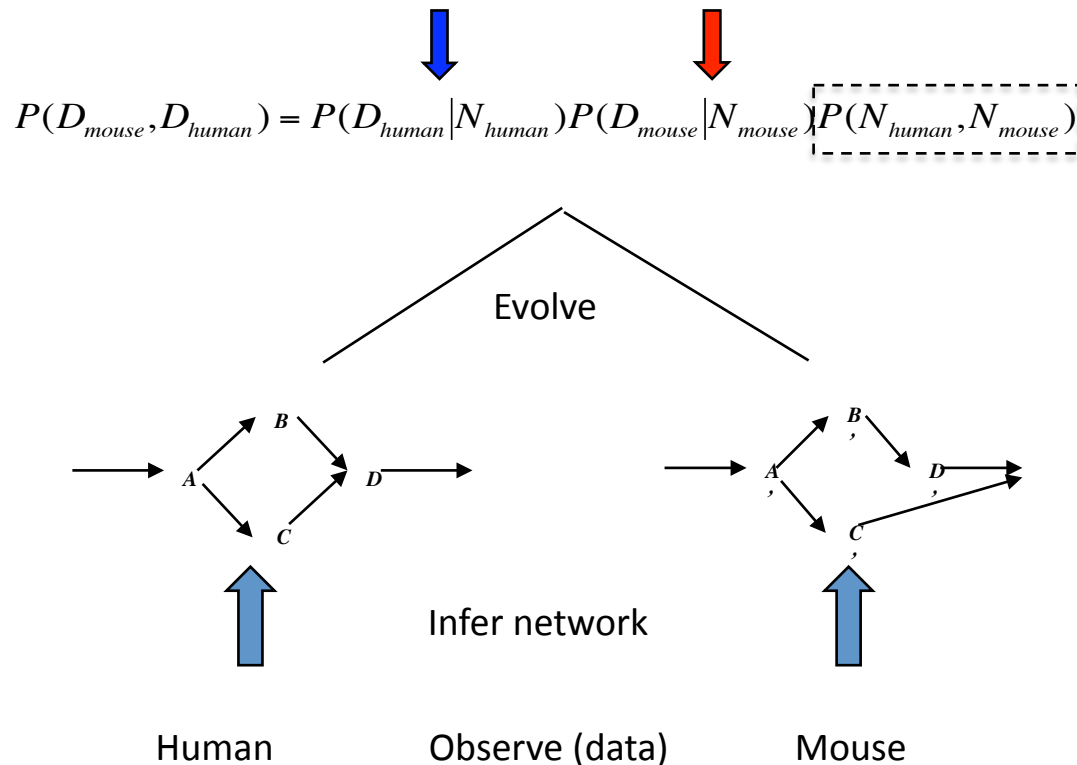 P(D_mouse, D_human) = P(D_human|N_human)P(D_mouse|N_mouse)P(N_human, N_mouse)
Evolve
B
A
D
C
B,
A,
D,
C,
Infer network
Human Observe (data) Mouse